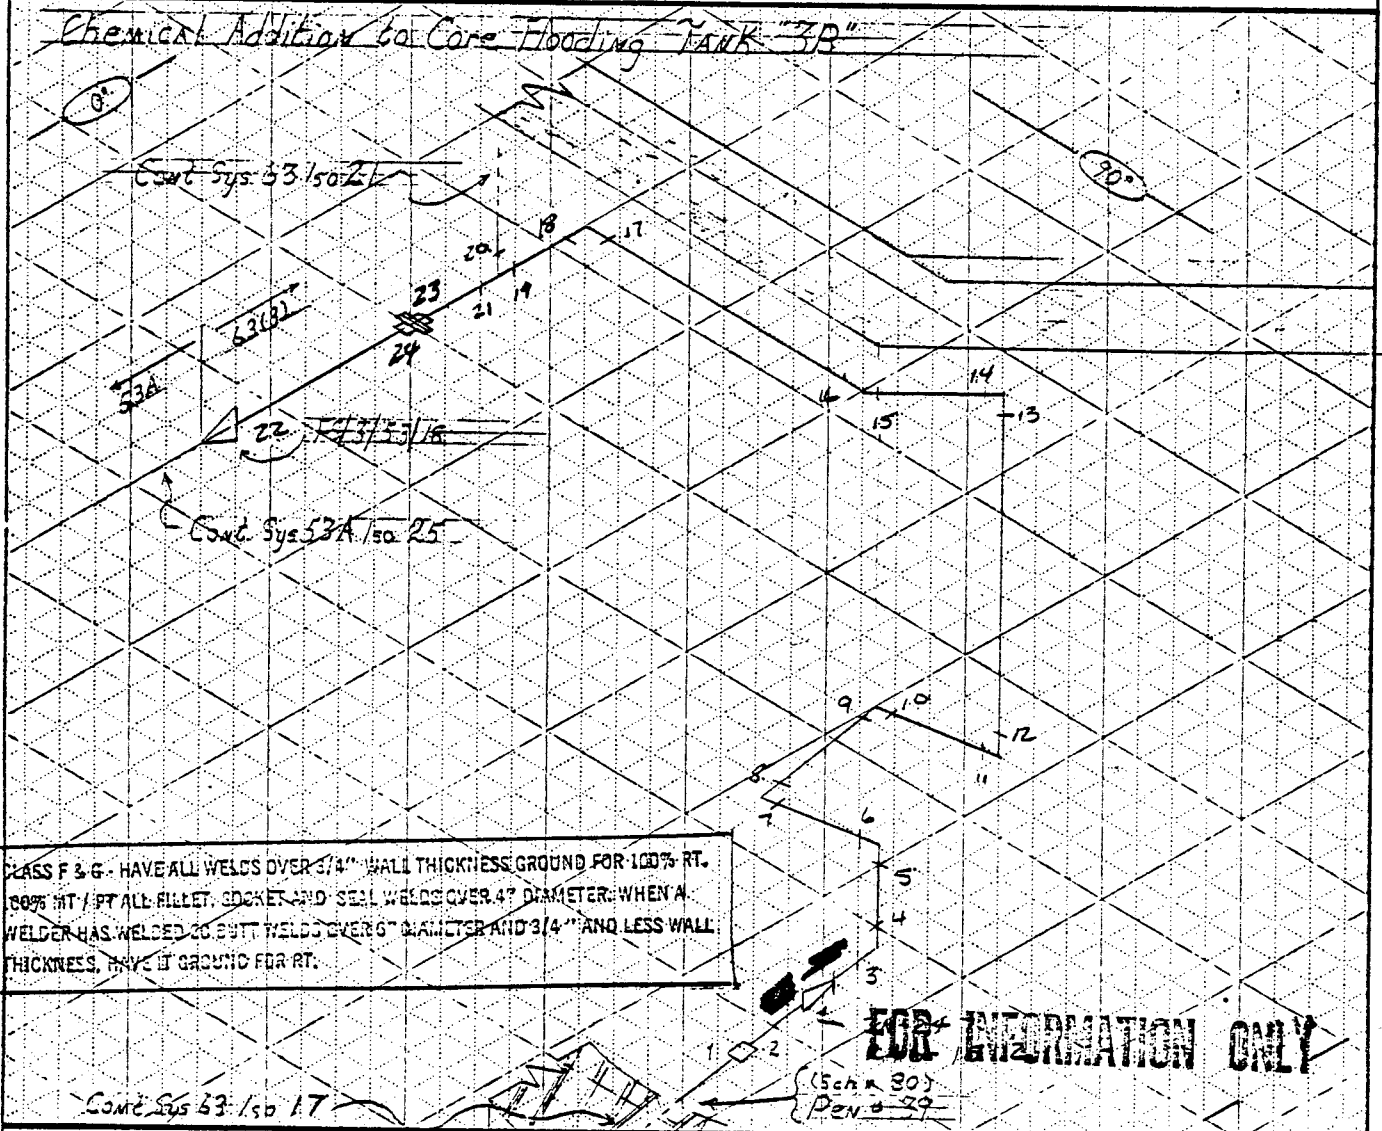 Chemical Addition to Core Flooding Tank "3B"
0°
90°
Cont Sys 53 Iso 21
18
17
20
19
21
23
24
63(3)
53A
22
16
15
14
13
Cont. Sys 53A Iso 25
9
10
12
11
8
7
6
5
4
3
CLASS F & G - HAVE ALL WELDS OVER 3/4" WALL THICKNESS GROUND FOR 100% RT.
100% MT / PT ALL FILLET, SOCKET AND SEAL WELDS OVER 4" DIAMETER. WHEN A
WELDER HAS WELDED 20 BUTT WELDS OVER 6" DIAMETER AND 3/4" AND LESS WALL
THICKNESS, HAVE IT GROUND FOR RT.
FOR INFORMATION ONLY
1
2
(Sch 80)
Pen 79
Cont Sys 53 Iso 17